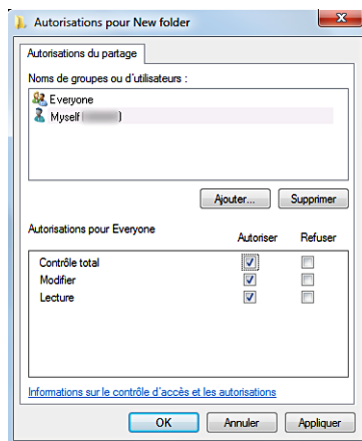 Autorisations pour New folder
Autorisations du partage
Noms de groupes ou d'utilisateurs :
Everyone
Myself ( )
Ajouter... Supprimer
Autorisations pour Everyone Autoriser Refuser
Contrôle total
Modifier
Lecture
Informations sur le contrôle d'accès et les autorisations
OK Annuler Appliquer